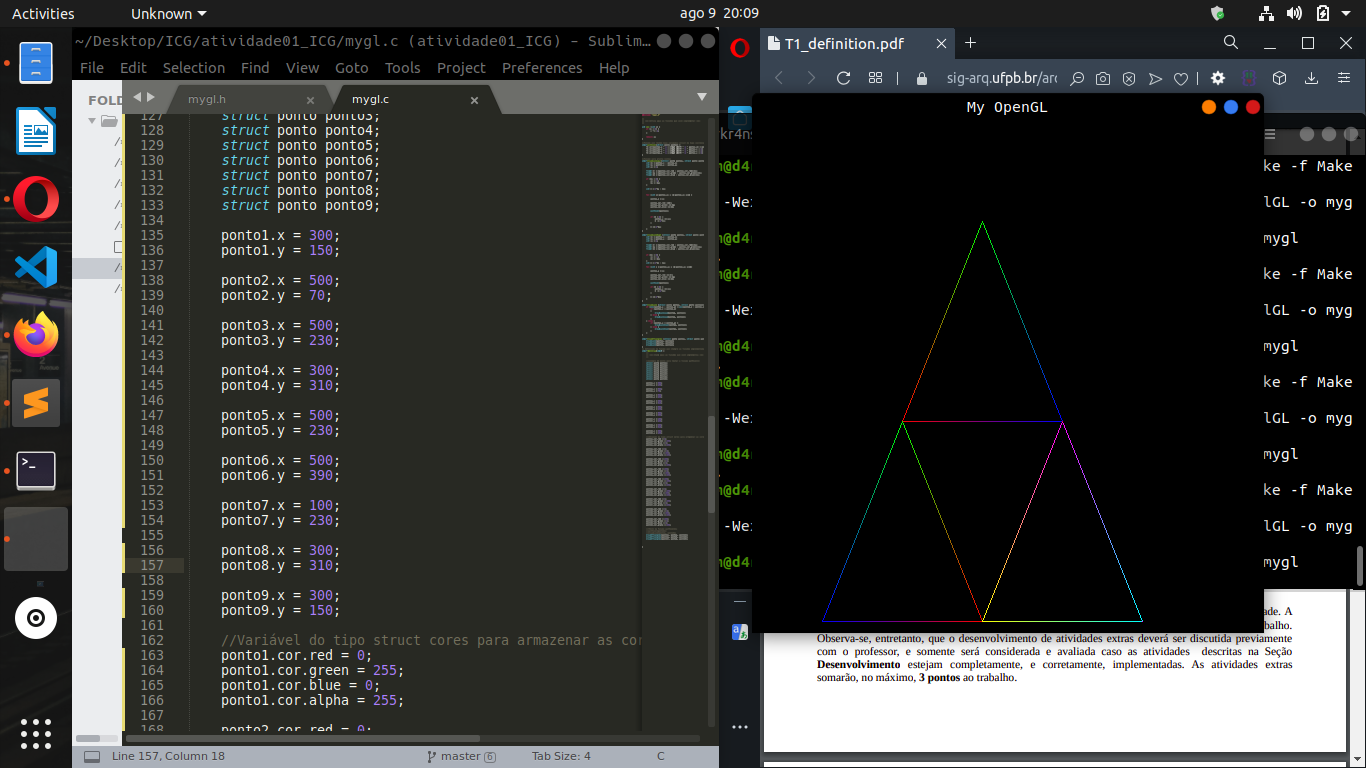 Activities
Unknown
ago 9 20:09
~/Desktop/ICG/atividade01_ICG/mygl.c (atividade01_ICG) – Sublim…
File Edit Selection Find View Goto Tools Project Preferences Help
FOLD
mygl.h
mygl.c
127 struct ponto ponto3;
128 struct ponto ponto4;
129 struct ponto ponto5;
130 struct ponto ponto6;
131 struct ponto ponto7;
132 struct ponto ponto8;
133 struct ponto ponto9;
134
135 ponto1.x = 300;
136 ponto1.y = 150;
137
138 ponto2.x = 500;
139 ponto2.y = 70;
140
141 ponto3.x = 500;
142 ponto3.y = 230;
143
144 ponto4.x = 300;
145 ponto4.y = 310;
146
147 ponto5.x = 500;
148 ponto5.y = 230;
149
150 ponto6.x = 500;
151 ponto6.y = 390;
152
153 ponto7.x = 100;
154 ponto7.y = 230;
155
156 ponto8.x = 300;
157 ponto8.y = 310;
158
159 ponto9.x = 300;
160 ponto9.y = 150;
161
162 //Variável do tipo struct cores para armazenar as cor
163 ponto1.cor.red = 0;
164 ponto1.cor.green = 255;
165 ponto1.cor.blue = 0;
166 ponto1.cor.alpha = 255;
167
168 ponto2.cor.red = 0;
Line 157, Column 18
master 6
Tab Size: 4
C
T1_definition.pdf
sig-arq.ufpb.br/arc
kr4ns
My OpenGL
n@d4r ke -f Make
-Wex lGL -o myg
n@d4r mygl
n@d4r ke -f Make
-Wex lGL -o myg
n@d4r mygl
n@d4r ke -f Make
-Wex lGL -o myg
n@d4r mygl
n@d4r ke -f Make
-Wex lGL -o myg
n@d4r mygl
ade. A
balho.
Observa-se, entretanto, que o desenvolvimento de atividades extras deverá ser discutida previamente
com o professor, e somente será considerada e avaliada caso as atividades descritas na Seção
Desenvolvimento estejam completamente, e corretamente, implementadas. As atividades extras
somarão, no máximo, 3 pontos ao trabalho.